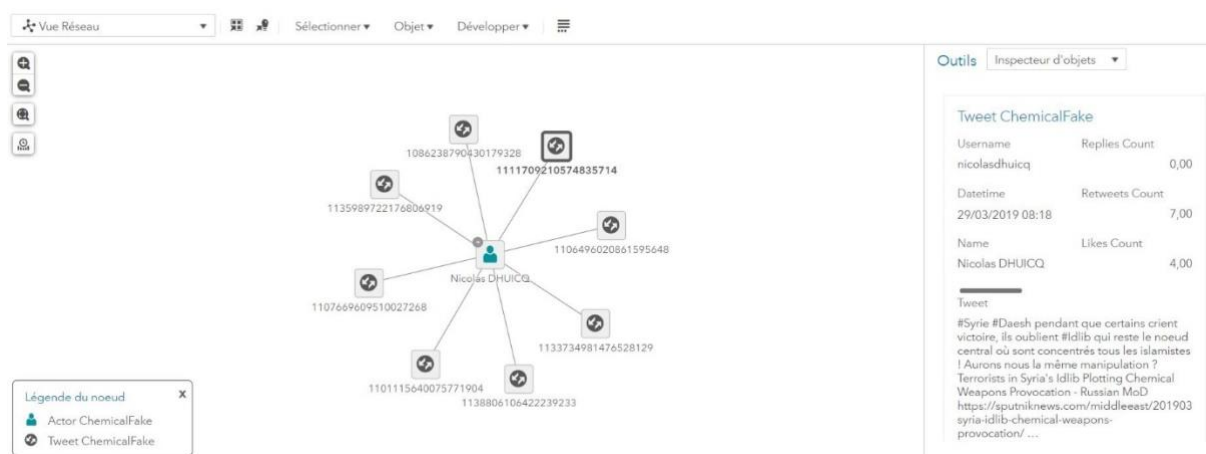 Vue Réseau
Sélectionner
Objet
Développer
Outils
Inspecteur d'objets
1086238790430179328
1111709210574835714
1135989722176806919
1106496020861595648
Nicolas DHUICQ
1107669609510027268
1133734981476528129
1101115640075771904
1138806106422239233
Légende du noeud
X
Actor ChemicalFake
Tweet ChemicalFake
Tweet ChemicalFake
Username
Replies Count
nicolasdhuicq
0,00
Datetime
Retweets Count
29/03/2019 08:18
7,00
Name
Likes Count
Nicolas DHUICQ
4,00
Tweet
#Syrie #Daesh pendant que certains crient
victoire, ils oublient #Idlib qui reste le noeud
central où sont concentrés tous les islamistes
! Aurons nous la même manipulation ?
Terrorists in Syria's Idlib Plotting Chemical
Weapons Provocation - Russian MoD
https://sputniknews.com/middleeast/201903
syria-idlib-chemical-weapons-
provocation/ …